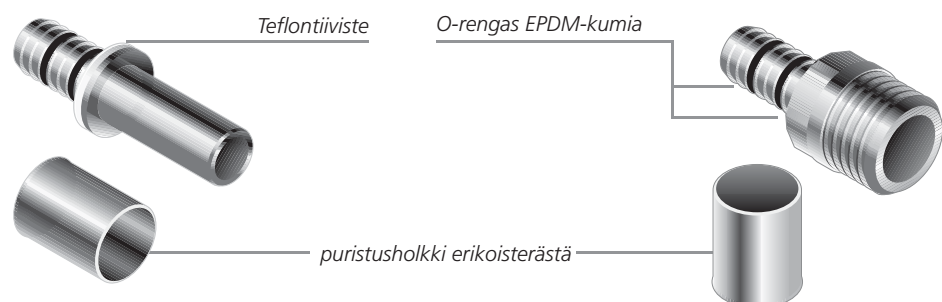 Teflontiiviste
O-rengas EPDM-kumia
puristusholkki erikoisterästä